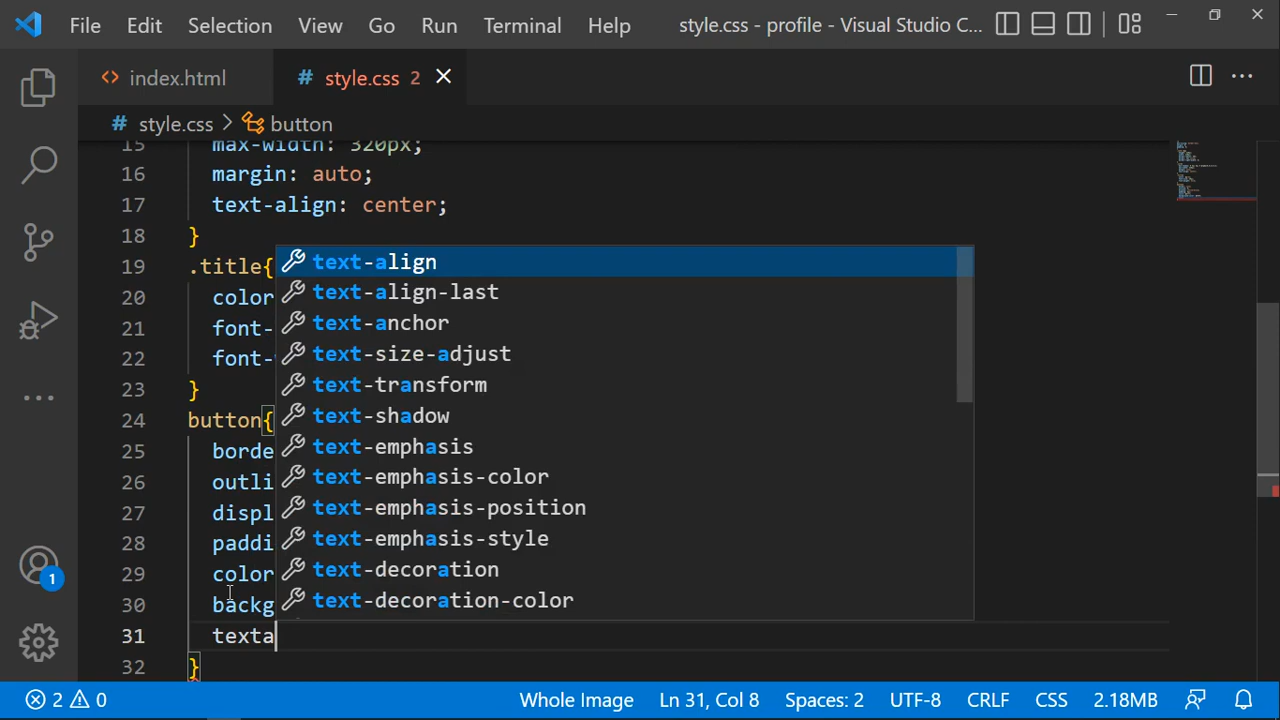 File Edit Selection View Go Run Terminal Help style.css - profile - Visual Studio C...
index.html # style.css 2
# style.css > button
15 max-width: 320px;
16 margin: auto;
17 text-align: center;
18 }
19 .title{
20 color
21 font-
22 font-
23 }
24 button{
25 borde
26 outli
27 displ
28 paddi
29 color
30 backg
31 texta
32 }
text-align
text-align-last
text-anchor
text-size-adjust
text-transform
text-shadow
text-emphasis
text-emphasis-color
text-emphasis-position
text-emphasis-style
text-decoration
text-decoration-color
1
2 0 Whole Image Ln 31, Col 8 Spaces: 2 UTF-8 CRLF CSS 2.18MB